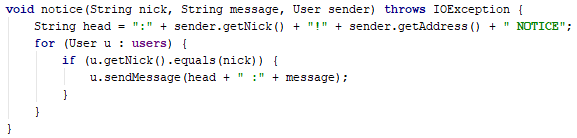 void notice(String nick, String message, User sender) throws IOException {
    String head = ":" + sender.getNick() + "!" + sender.getAddress() + " NOTICE";
    for (User u : users) {
        if (u.getNick().equals(nick)) {
            u.sendMessage(head + " :" + message);
        }
    }
}